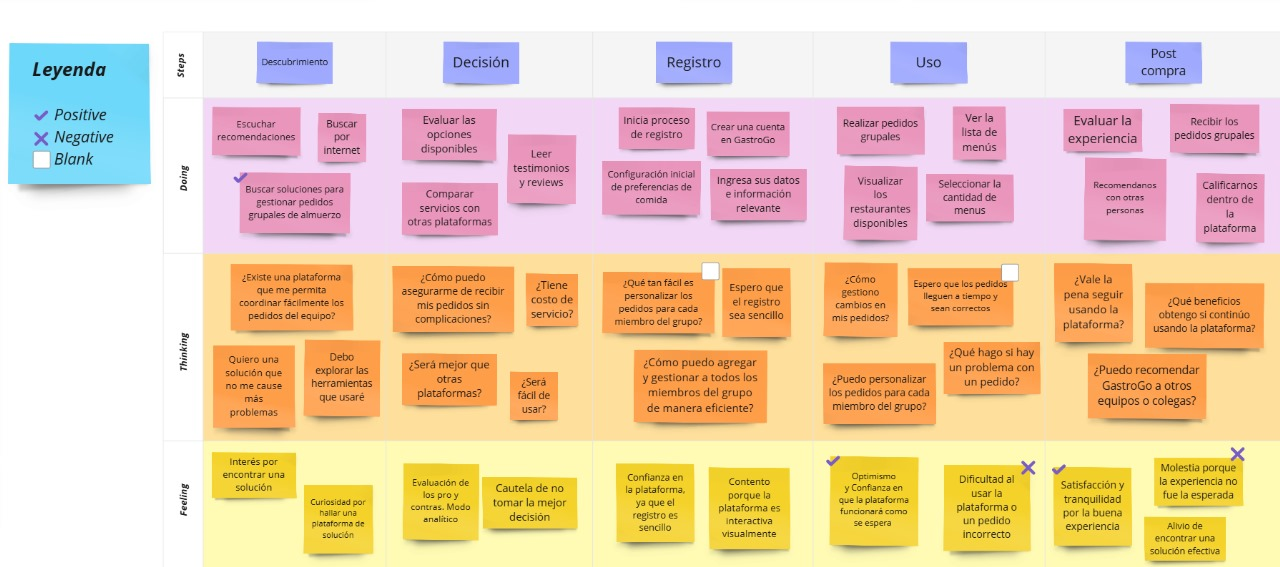 Leyenda
Positive
Negative
Blank
Steps
Descubrimiento
Decisión
Registro
Uso
Post
compra
Doing
Escuchar
recomendaciones
Buscar
por
internet
Buscar soluciones para
gestionar pedidos
grupales de almuerzo
Evaluar las
opciones
disponibles
Leer
testimonios
y reviews
Comparar
servicios con
otras plataformas
Inicia proceso
de registro
Crear una cuenta
en GastroGo
Configuración inicial
de preferencias de
comida
Ingresa sus datos
e información
relevante
Realizar pedidos
grupales
Ver la
lista de
menús
Visualizar
los
restaurantes
disponibles
Seleccionar la
cantidad de
menus
Evaluar la
experiencia
Recibir los
pedidos grupales
Recomendanos
con otras
personas
Calificarnos
dentro de
la
plataforma
Thinking
¿Existe una plataforma
que me permita
coordinar fácilmente los
pedidos del equipo?
Quiero una
solución que
no me cause
más
problemas
Debo
explorar las
herramientas
que usaré
¿Cómo puedo
asegurarme de recibir
mis pedidos sin
complicaciones?
¿Tiene
costo de
servicio?
¿Será mejor que
otras
plataformas?
¿Será
fácil de
usar?
¿Qué tan fácil es
personalizar los
pedidos para cada
miembro del grupo?
Espero que
el registro
sea sencillo
¿Cómo puedo agregar
y gestionar a todos los
miembros del grupo
de manera eficiente?
¿Cómo
gestiono
cambios en
mis pedidos?
Espero que los pedidos
lleguen a tiempo y
sean correctos
¿Puedo personalizar
los pedidos para cada
miembro del grupo?
¿Qué hago si hay
un problema con
un pedido?
¿Vale la
pena seguir
usando la
plataforma?
¿Qué beneficios
obtengo si continúo
usando la plataforma?
¿Puedo recomendar
GastroGo a otros
equipos o colegas?
Feeling
Interés por
encontrar una
solución
Curiosidad por
hallar una
plataforma de
solución
Evaluación de
los pro y
contras. Modo
analítico
Cautela de no
tomar la mejor
decisión
Confianza en
la plataforma,
ya que el
registro es
sencillo
Contento
porque la
plataforma es
interactiva
visualmente
Optimismo
y Confianza en
que la plataforma
funcionará como
se espera
Dificultad al
usar la
plataforma o
un pedido
incorrecto
Satisfacción y
tranquilidad
por la buena
experiencia
Molestia porque
la experiencia no
fue la esperada
Alivio de
encontrar una
solución efectiva